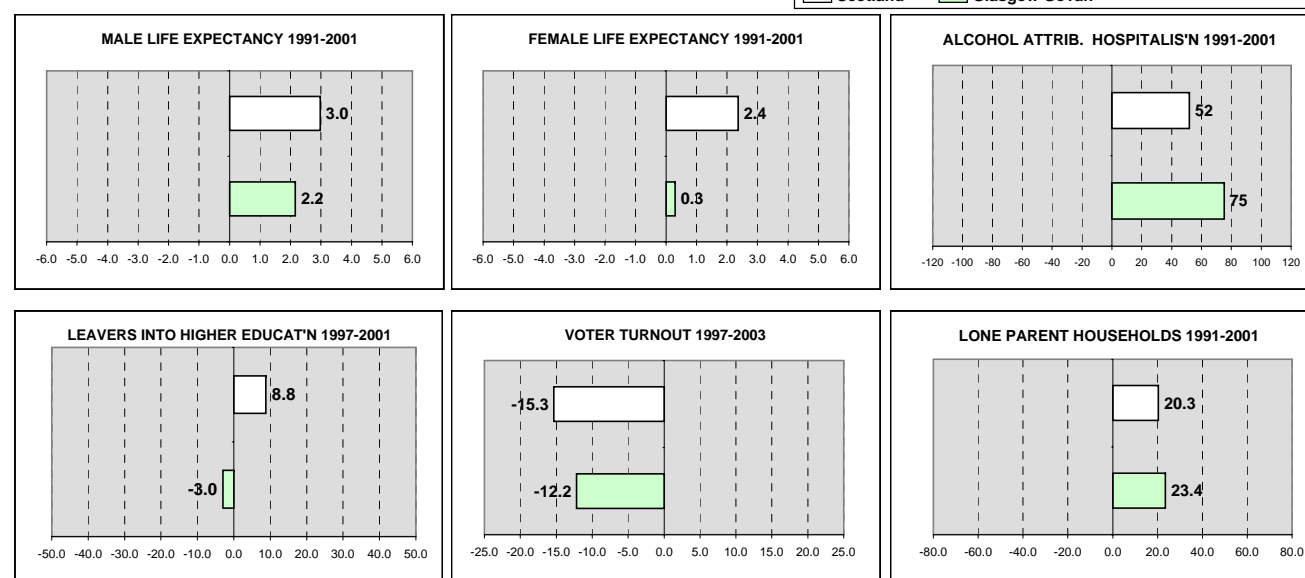 MALE LIFE EXPECTANCY 1991-2001
3.0
2.2
-6.0 -5.0 -4.0 -3.0 -2.0 -1.0 0.0 1.0 2.0 3.0 4.0 5.0 6.0
FEMALE LIFE EXPECTANCY 1991-2001
2.4
0.3
-6.0 -5.0 -4.0 -3.0 -2.0 -1.0 0.0 1.0 2.0 3.0 4.0 5.0 6.0
ALCOHOL ATTRIB. HOSPITALIS'N 1991-2001
52
75
-120 -100 -80 -60 -40 -20 0 20 40 60 80 100 120
LEAVERS INTO HIGHER EDUCAT'N 1997-2001
8.8
-3.0
-50.0 -40.0 -30.0 -20.0 -10.0 0.0 10.0 20.0 30.0 40.0 50.0
VOTER TURNOUT 1997-2003
-15.3
-12.2
-25.0 -20.0 -15.0 -10.0 -5.0 0.0 5.0 10.0 15.0 20.0 25.0
LONE PARENT HOUSEHOLDS 1991-2001
20.3
23.4
-80.0 -60.0 -40.0 -20.0 0.0 20.0 40.0 60.0 80.0